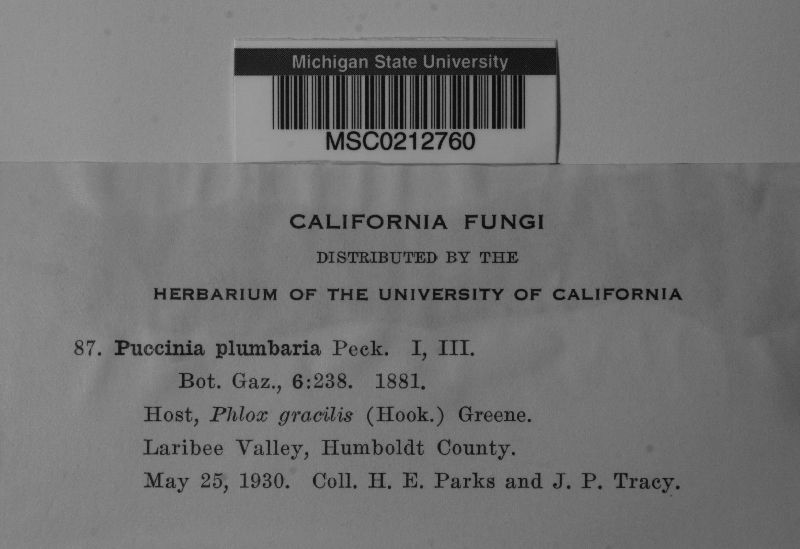 Michigan State University
MSC0212760
CALIFORNIA FUNGI
DISTRIBUTED BY THE
HERBARIUM OF THE UNIVERSITY OF CALIFORNIA
87. Puccinia plumbaria Peck. I, III.
Bot. Gaz., 6:238. 1881.
Host, Phlox gracilis (Hook.) Greene.
Laribee Valley, Humboldt County.
May 25, 1930. Coll. H. E. Parks and J. P. Tracy.